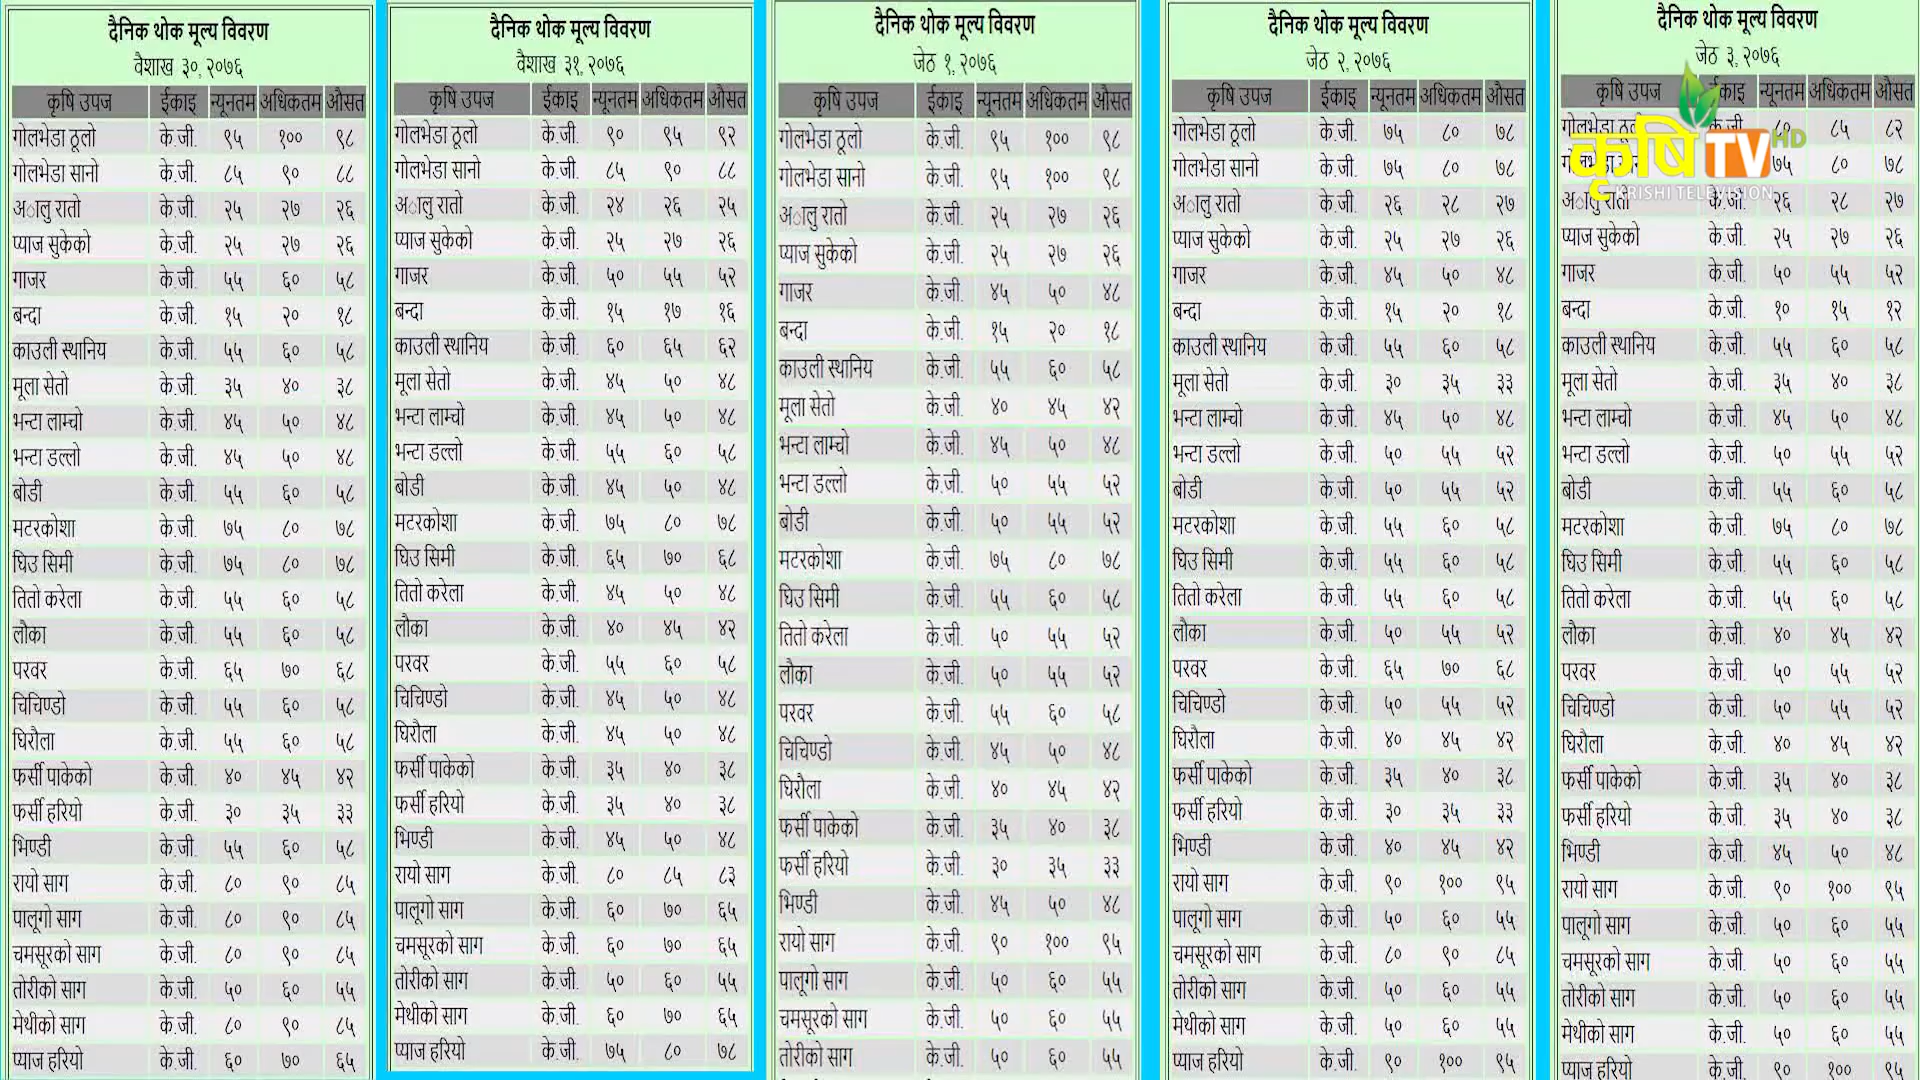 दैनिक थोक मूल्य विवरण
वैशाख ३०, २०७६
कृषि उपज ईकाइ न्यूनतम अधिकतम औसत
गोलभेडा ठूलो के.जी. ९५ १०० ९८
गोलभेडा सानो के.जी. ८५ ९० ८८
अालु रातो के.जी. २५ २७ २६
प्याज सुकेको के.जी. २५ २७ २६
गाजर के.जी. ५५ ६० ५८
बन्दा के.जी. १५ २० १८
काउली स्थानिय के.जी. ५५ ६० ५८
मूला सेतो के.जी. ३५ ४० ३८
भन्टा लाम्चो के.जी. ४५ ५० ४८
भन्टा डल्लो के.जी. ४५ ५० ४८
बोडी के.जी. ५५ ६० ५८
मटरकोशा के.जी. ७५ ८० ७८
घिउ सिमी के.जी. ७५ ८० ७८
तितो करेला के.जी. ५५ ६० ५८
लौका के.जी. ५५ ६० ५८
परवर के.जी. ६५ ७० ६८
चिचिण्डो के.जी. ५५ ६० ५८
घिरौला के.जी. ५५ ६० ५८
फर्सी पाकेको के.जी. ४० ४५ ४२
फर्सी हरियो के.जी. ३० ३५ ३३
भिण्डी के.जी. ५५ ६० ५८
रायो साग के.जी. ८० ९० ८५
पालूगो साग के.जी. ८० ९० ८५
चमसूरको साग के.जी. ८० ९० ८५
तोरीको साग के.जी. ५० ६० ५५
मेथीको साग के.जी. ८० ९० ८५
प्याज हरियो के.जी. ६० ७० ६५
दैनिक थोक मूल्य विवरण
वैशाख ३१, २०७६
कृषि उपज ईकाइ न्यूनतम अधिकतम औसत
गोलभेडा ठूलो के.जी. ९० ९५ ९२
गोलभेडा सानो के.जी. ८५ ९० ८८
अालु रातो के.जी. २४ २६ २५
प्याज सुकेको के.जी. २५ २७ २६
गाजर के.जी. ५० ५५ ५२
बन्दा के.जी. १५ १७ १६
काउली स्थानिय के.जी. ६० ६५ ६२
मूला सेतो के.जी. ४५ ५० ४८
भन्टा लाम्चो के.जी. ४५ ५० ४८
भन्टा डल्लो के.जी. ५५ ६० ५८
बोडी के.जी. ४५ ५० ४८
मटरकोशा के.जी. ७५ ८० ७८
घिउ सिमी के.जी. ६५ ७० ६८
तितो करेला के.जी. ४५ ५० ४८
लौका के.जी. ४० ४५ ४२
परवर के.जी. ५५ ६० ५८
चिचिण्डो के.जी. ४५ ५० ४८
घिरौला के.जी. ४५ ५० ४८
फर्सी पाकेको के.जी. ३५ ४० ३८
फर्सी हरियो के.जी. ३५ ४० ३८
भिण्डी के.जी. ४५ ५० ४८
रायो साग के.जी. ८० ८५ ८३
पालूगो साग के.जी. ६० ७० ६५
चमसूरको साग के.जी. ६० ७० ६५
तोरीको साग के.जी. ५० ६० ५५
मेथीको साग के.जी. ६० ७० ६५
प्याज हरियो के.जी. ७५ ८० ७८
दैनिक थोक मूल्य विवरण
जेठ १, २०७६
कृषि उपज ईकाइ न्यूनतम अधिकतम औसत
गोलभेडा ठूलो के.जी. ९५ १०० ९८
गोलभेडा सानो के.जी. ९५ १०० ९८
अालु रातो के.जी. २५ २७ २६
प्याज सुकेको के.जी. २५ २७ २६
गाजर के.जी. ४५ ५० ४८
बन्दा के.जी. १५ २० १८
काउली स्थानिय के.जी. ५५ ६० ५८
मूला सेतो के.जी. ४० ४५ ४२
भन्टा लाम्चो के.जी. ४५ ५० ४८
भन्टा डल्लो के.जी. ५० ५५ ५२
बोडी के.जी. ५० ५५ ५२
मटरकोशा के.जी. ७५ ८० ७८
घिउ सिमी के.जी. ५५ ६० ५८
तितो करेला के.जी. ५० ५५ ५२
लौका के.जी. ५० ५५ ५२
परवर के.जी. ५५ ६० ५८
चिचिण्डो के.जी. ४५ ५० ४८
घिरौला के.जी. ४० ४५ ४२
फर्सी पाकेको के.जी. ३५ ४० ३८
फर्सी हरियो के.जी. ३० ३५ ३३
भिण्डी के.जी. ४५ ५० ४८
रायो साग के.जी. ९० १०० ९५
पालूगो साग के.जी. ५० ६० ५५
चमसूरको साग के.जी. ५० ६० ५५
तोरीको साग के.जी. ५० ६० ५५
दैनिक थोक मूल्य विवरण
जेठ २, २०७६
कृषि उपज ईकाइ न्यूनतम अधिकतम औसत
गोलभेडा ठूलो के.जी. ७५ ८० ७८
गोलभेडा सानो के.जी. ७५ ८० ७८
अालु रातो के.जी. २६ २८ २७
प्याज सुकेको के.जी. २५ २७ २६
गाजर के.जी. ४५ ५० ४८
बन्दा के.जी. १५ २० १८
काउली स्थानिय के.जी. ५५ ६० ५८
मूला सेतो के.जी. ३० ३५ ३३
भन्टा लाम्चो के.जी. ४५ ५० ४८
भन्टा डल्लो के.जी. ५० ५५ ५२
बोडी के.जी. ५० ५५ ५२
मटरकोशा के.जी. ५५ ६० ५८
घिउ सिमी के.जी. ५५ ६० ५८
तितो करेला के.जी. ५५ ६० ५८
लौका के.जी. ५० ५५ ५२
परवर के.जी. ६५ ७० ६८
चिचिण्डो के.जी. ५० ५५ ५२
घिरौला के.जी. ४० ४५ ४२
फर्सी पाकेको के.जी. ३५ ४० ३८
फर्सी हरियो के.जी. ३० ३५ ३३
भिण्डी के.जी. ४० ४५ ४२
रायो साग के.जी. ९० १०० ९५
पालूगो साग के.जी. ५० ६० ५५
चमसूरको साग के.जी. ८० ९० ८५
तोरीको साग के.जी. ५० ६० ५५
मेथीको साग के.जी. ५० ६० ५५
प्याज हरियो के.जी. ९० १०० ९५
दैनिक थोक मूल्य विवरण
जेठ ३, २०७६
कृषि उपज ईकाइ न्यूनतम अधिकतम औसत
गोलभेडा ठूलो के.जी. ८० ८५ ८२
७५ ८० ७८
कृषि TV HD
KRISHI TELEVISION
अालु रातो के.जी. २६ २८ २७
प्याज सुकेको के.जी. २५ २७ २६
गाजर के.जी. ५० ५५ ५२
बन्दा के.जी. १० १५ १२
काउली स्थानिय के.जी. ५५ ६० ५८
मूला सेतो के.जी. ३५ ४० ३८
भन्टा लाम्चो के.जी. ४५ ५० ४८
भन्टा डल्लो के.जी. ५० ५५ ५२
बोडी के.जी. ५५ ६० ५८
मटरकोशा के.जी. ७५ ८० ७८
घिउ सिमी के.जी. ५५ ६० ५८
तितो करेला के.जी. ५५ ६० ५८
लौका के.जी. ४० ४५ ४२
परवर के.जी. ५० ५५ ५२
चिचिण्डो के.जी. ५० ५५ ५२
घिरौला के.जी. ४० ४५ ४२
फर्सी पाकेको के.जी. ३५ ४० ३८
फर्सी हरियो के.जी. ३५ ४० ३८
भिण्डी के.जी. ४५ ५० ४८
रायो साग के.जी. ९० १०० ९५
पालूगो साग के.जी. ५० ६० ५५
चमसूरको साग के.जी. ५० ६० ५५
तोरीको साग के.जी. ५० ६० ५५
मेथीको साग के.जी. ५० ६० ५५
प्याज हरियो के.जी. ९० १०० ९५